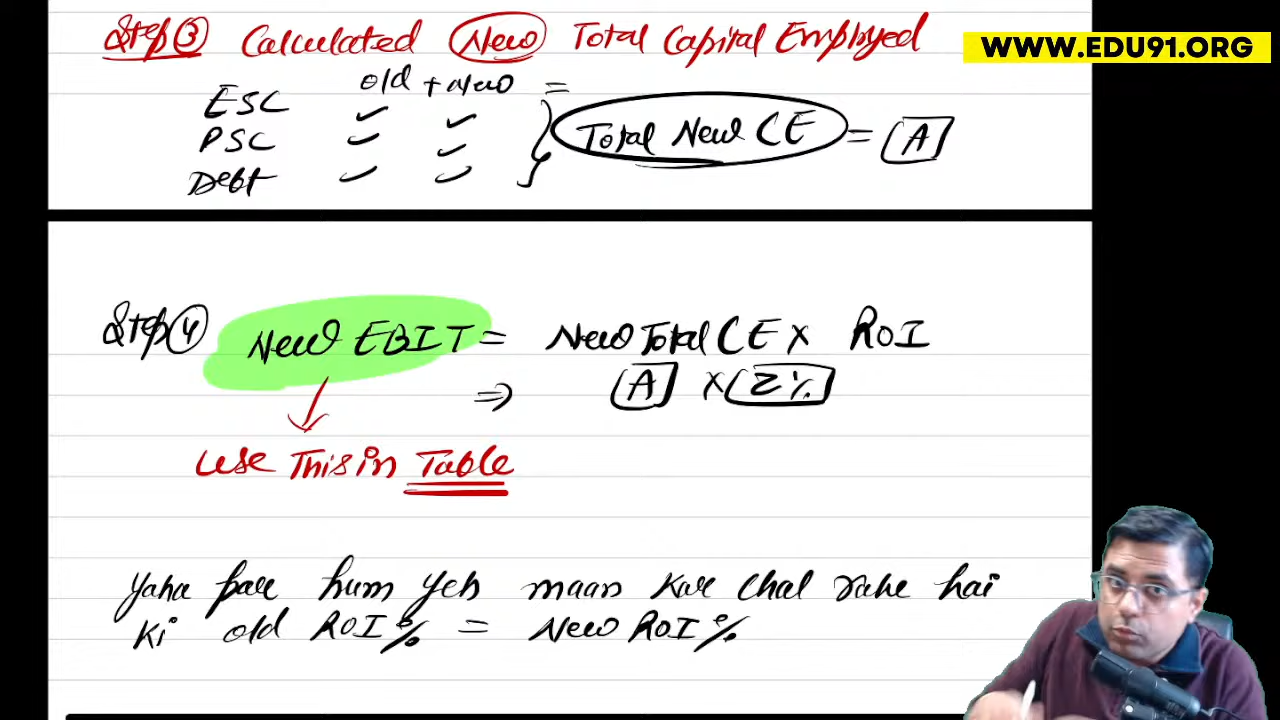 Step ③ Calculated New Total Capital Employed
WWW.EDU91.ORG
old + New =
ESC ✓ ✓
PSC ✓ ✓
Debt ✓ ✓
Total New CE = A
Step ④ New EBIT = New Total CE x ROI
⇒ A x Z%
Use This in Table
Yaha par hum yeh maan kar chal rahe hai
ki old ROI% = New ROI%